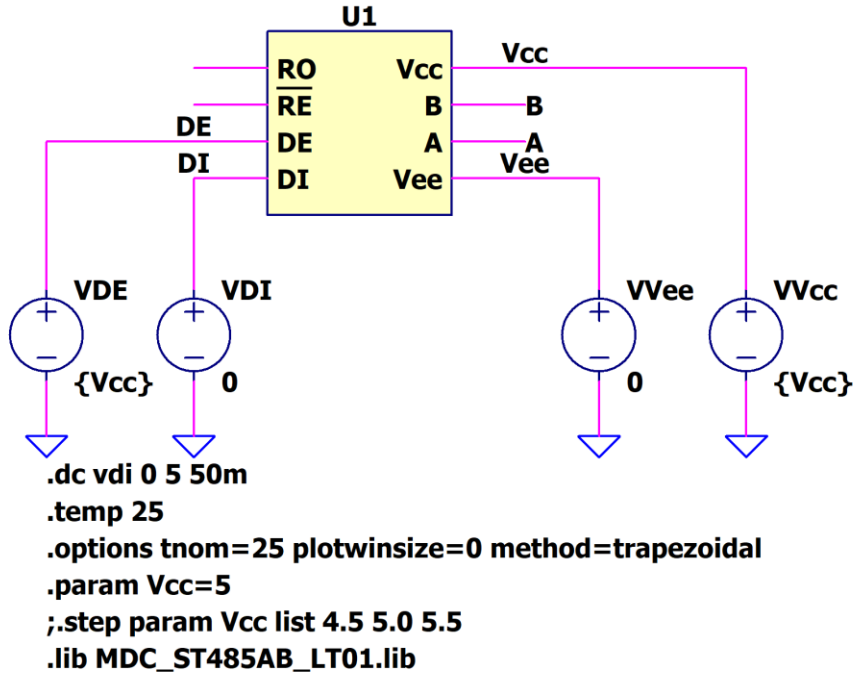 U1
RO
Vcc
Vcc
RE
B
B
DE
DE
A
A
DI
DI
Vee
Vee
VDE
VDI
VVee
VVcc
{Vcc}
0
0
{Vcc}
.dc vdi 0 5 50m
.temp 25
.options tnom=25 plotwinsize=0 method=trapezoidal
.param Vcc=5
;.step param Vcc list 4.5 5.0 5.5
.lib MDC_ST485AB_LT01.lib